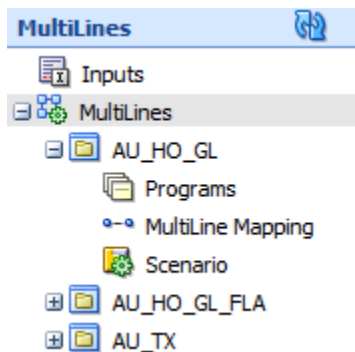 MultiLines
Inputs
MultiLines
AU_HO_GL
Programs
MultiLine Mapping
Scenario
AU_HO_GL_FLA
AU_TX